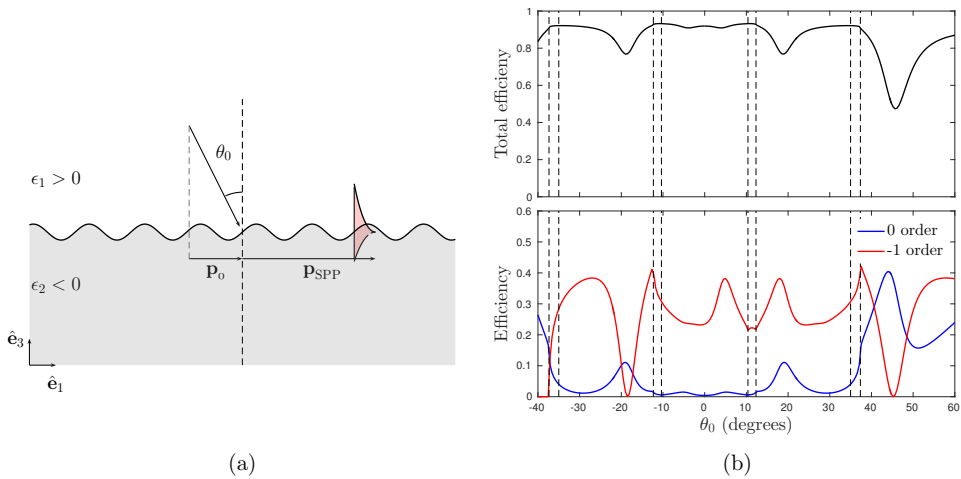 θ₀
ϵ₁ > 0
p₀
p_SPP
ϵ₂ < 0
ê₃
ê₁
(a)
Total efficieny
1
0.8
0.6
0.4
0.2
0
Efficiency
0.6
0.5
0.4
0.3
0.2
0.1
0
0 order
-1 order
-40 -30 -20 -10 0 10 20 30 40 50 60
θ₀ (degrees)
(b)